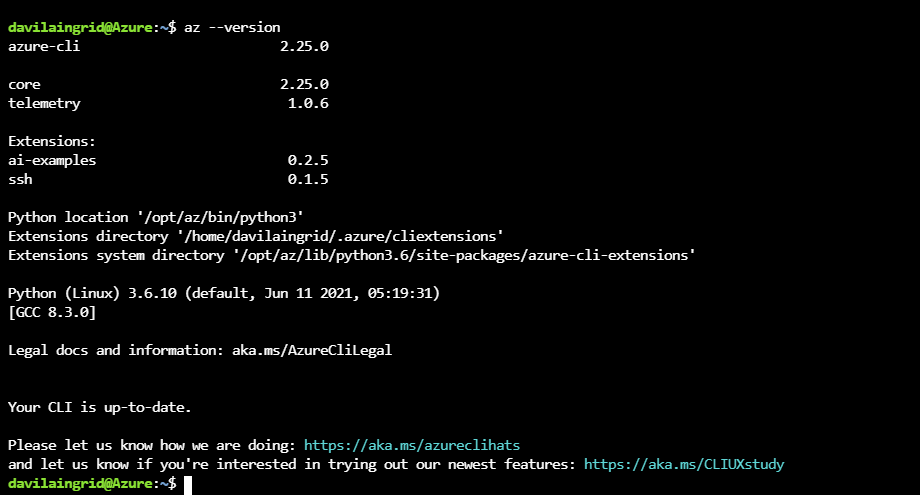 davilaingrid@Azure:~$ az --version
azure-cli 2.25.0
core 2.25.0
telemetry 1.0.6
Extensions:
ai-examples 0.2.5
ssh 0.1.5
Python location '/opt/az/bin/python3'
Extensions directory '/home/davilaingrid/.azure/cliextensions'
Extensions system directory '/opt/az/lib/python3.6/site-packages/azure-cli-extensions'
Python (Linux) 3.6.10 (default, Jun 11 2021, 05:19:31)
[GCC 8.3.0]
Legal docs and information: aka.ms/AzureCliLegal
Your CLI is up-to-date.
Please let us know how we are doing: https://aka.ms/azureclihats
and let us know if you're interested in trying out our newest features: https://aka.ms/CLIUXstudy
davilaingrid@Azure:~$